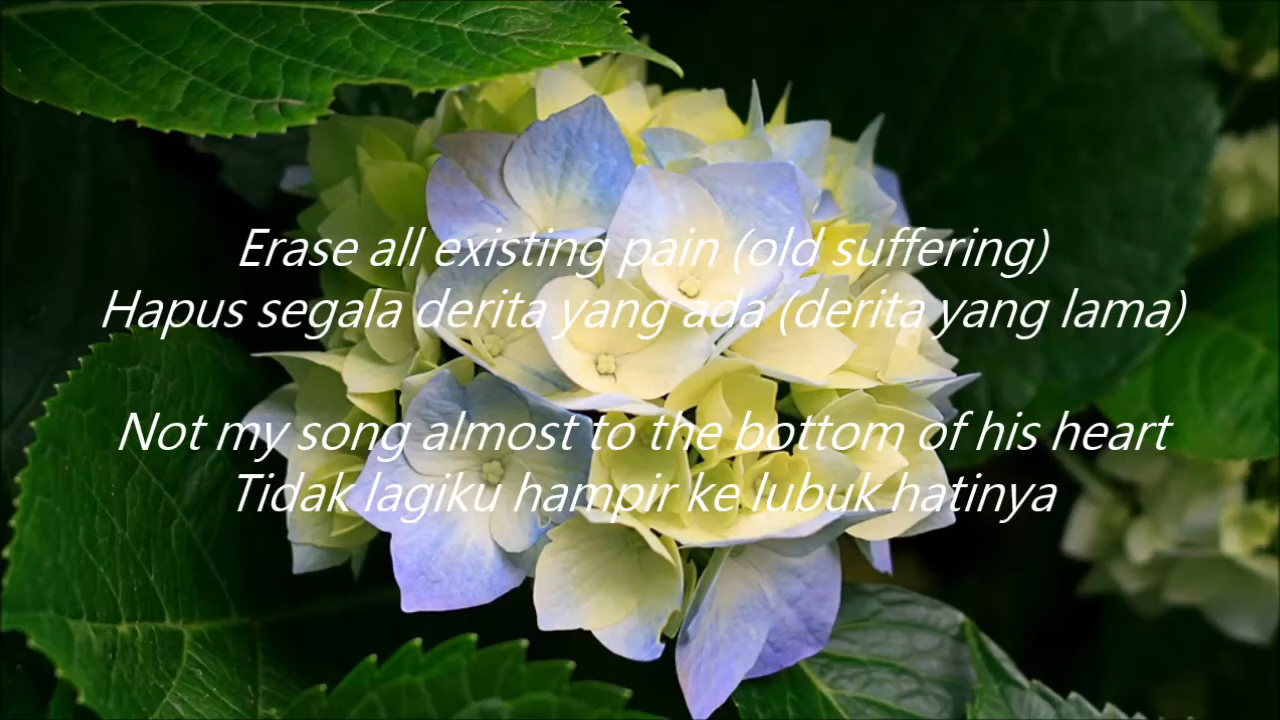 Erase all existing pain (old suffering)
Hapus segala derita yang ada (derita yang lama)
Not my song almost to the bottom of his heart
Tidak lagiku hampir ke lubuk hatinya